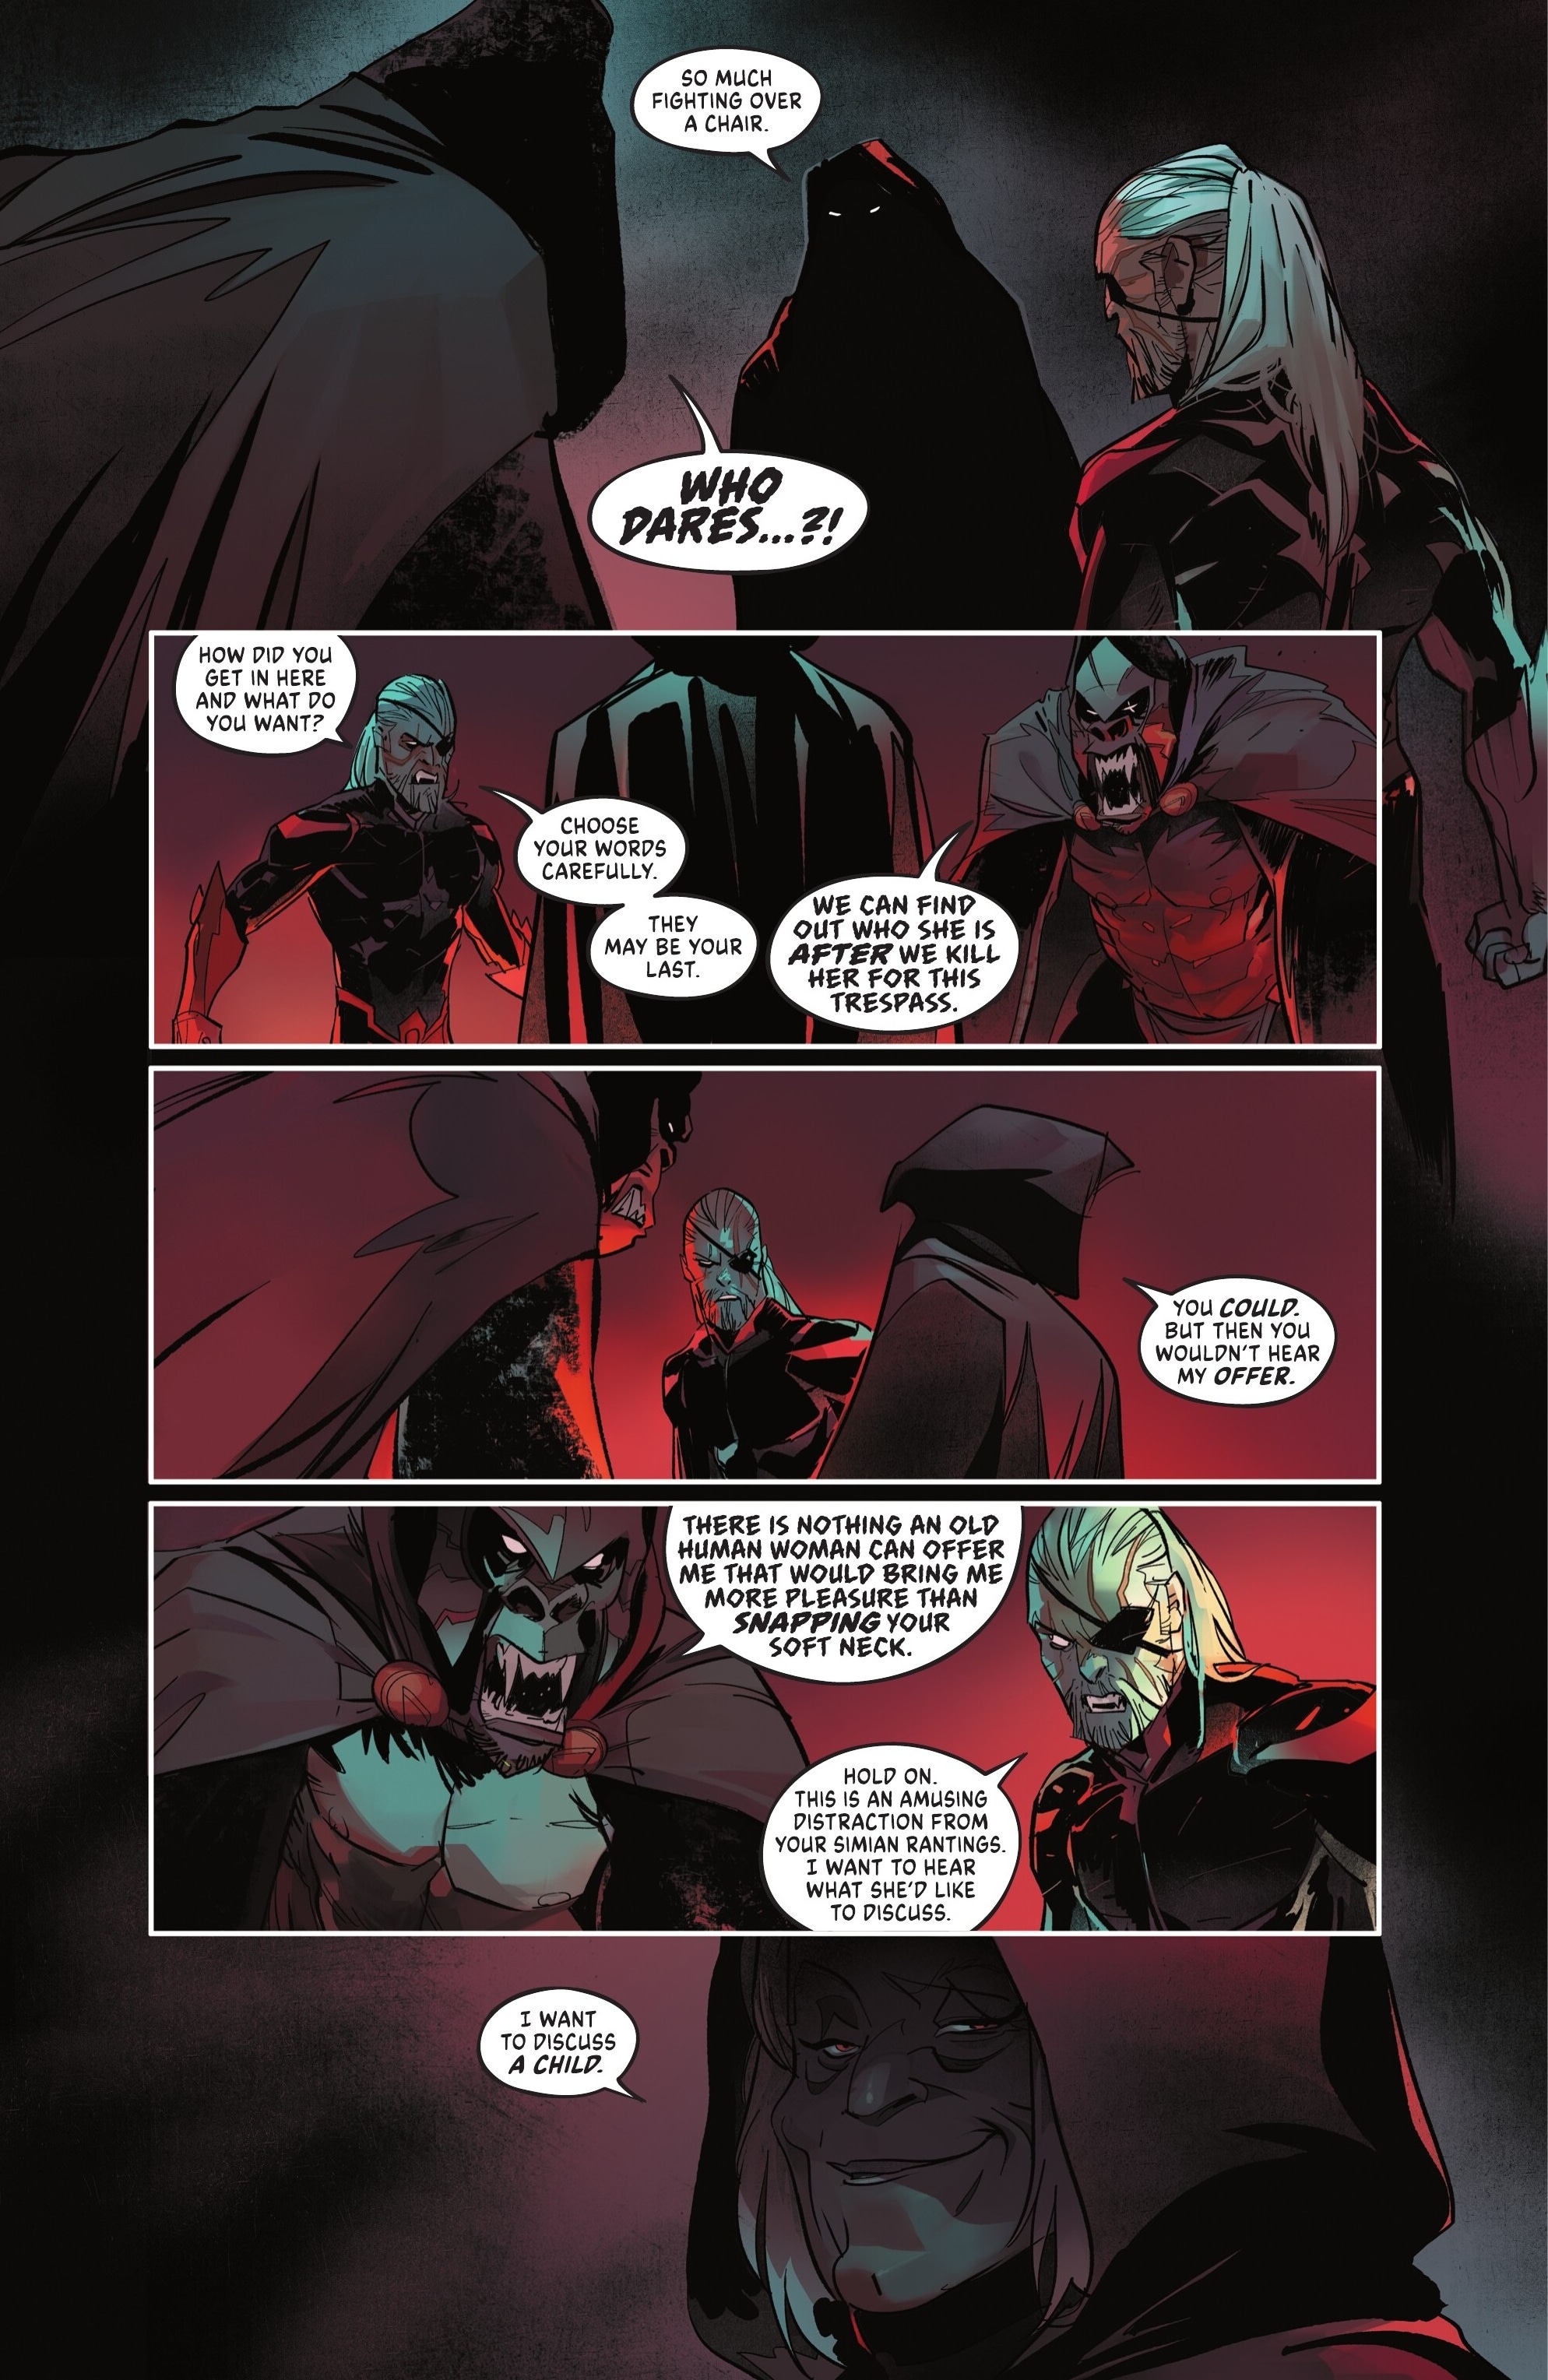 SO MUCH
FIGHTING OVER
A CHAIR.
WHO
DARES...?!
HOW DID YOU
GET IN HERE
AND WHAT DO
YOU WANT?
CHOOSE
YOUR WORDS
CAREFULLY.
THEY
MAY BE YOUR
LAST.
WE CAN FIND
OUT WHO SHE IS
AFTER WE KILL
HER FOR THIS
TRESPASS.
YOU COULD.
BUT THEN YOU
WOULDN'T HEAR
MY OFFER.
THERE IS NOTHING AN OLD
HUMAN WOMAN CAN OFFER
ME THAT WOULD BRING ME
MORE PLEASURE THAN
SNAPPING YOUR
SOFT NECK.
HOLD ON.
THIS IS AN AMUSING
DISTRACTION FROM
YOUR SIMIAN RANTINGS.
I WANT TO HEAR
WHAT SHE'D LIKE
TO DISCUSS.
I WANT
TO DISCUSS
A CHILD.